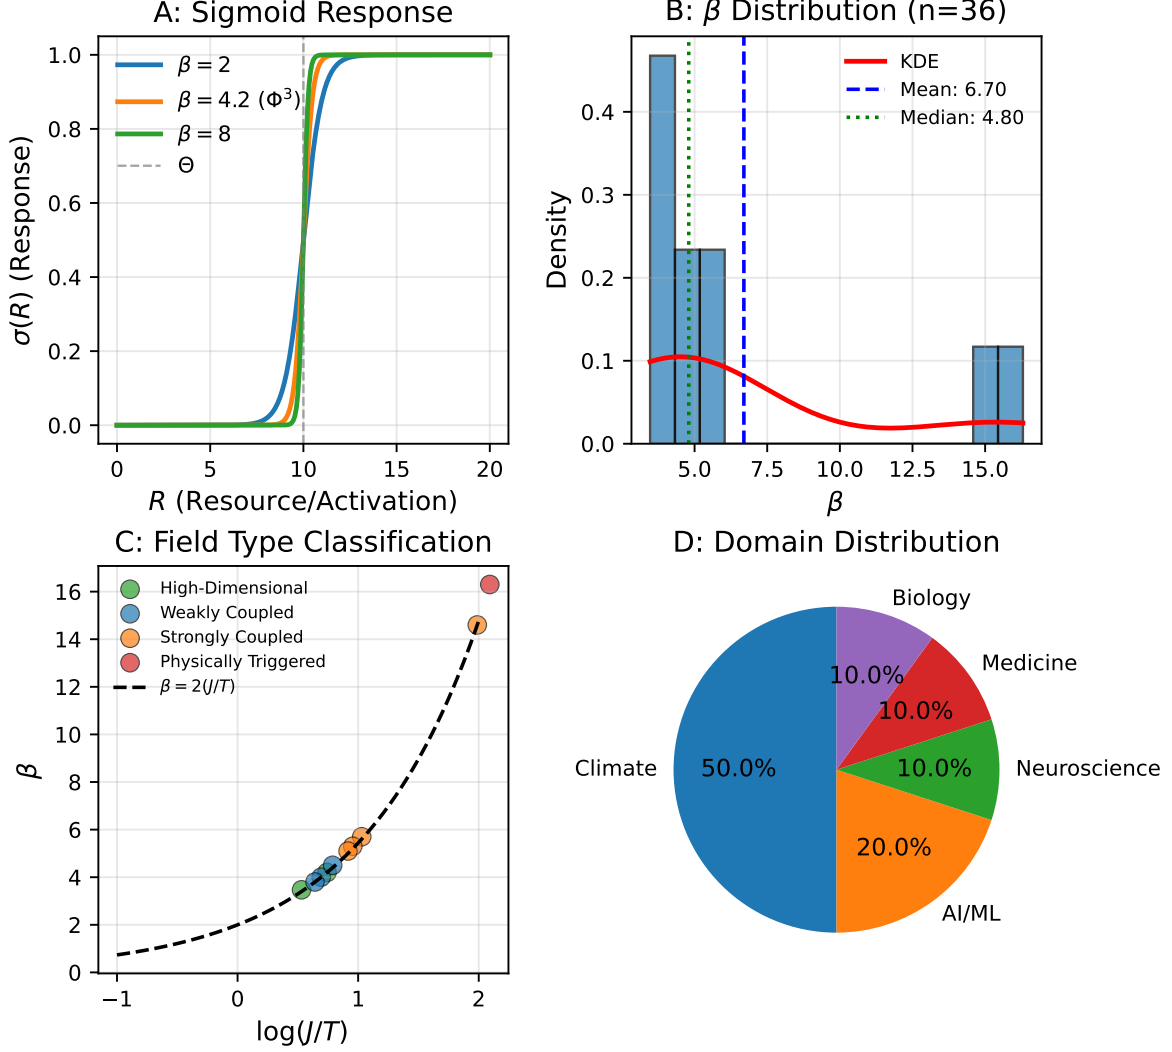 A: Sigmoid Response
β = 2
β = 4.2 (Φ³)
β = 8
Θ
1.0
0.8
0.6
0.4
0.2
0.0
σ(R) (Response)
0
5
10
15
20
R (Resource/Activation)
B: β Distribution (n=36)
KDE
Mean: 6.70
Median: 4.80
0.4
0.3
0.2
0.1
0.0
Density
5.0
7.5
10.0
12.5
15.0
β
C: Field Type Classification
High-Dimensional
Weakly Coupled
Strongly Coupled
Physically Triggered
β = 2(J/T)
16
14
12
10
8
6
4
2
0
β
−1
0
1
2
log(J/T)
D: Domain Distribution
Biology
Medicine
Neuroscience
AI/ML
Climate
10.0%
10.0%
10.0%
20.0%
50.0%